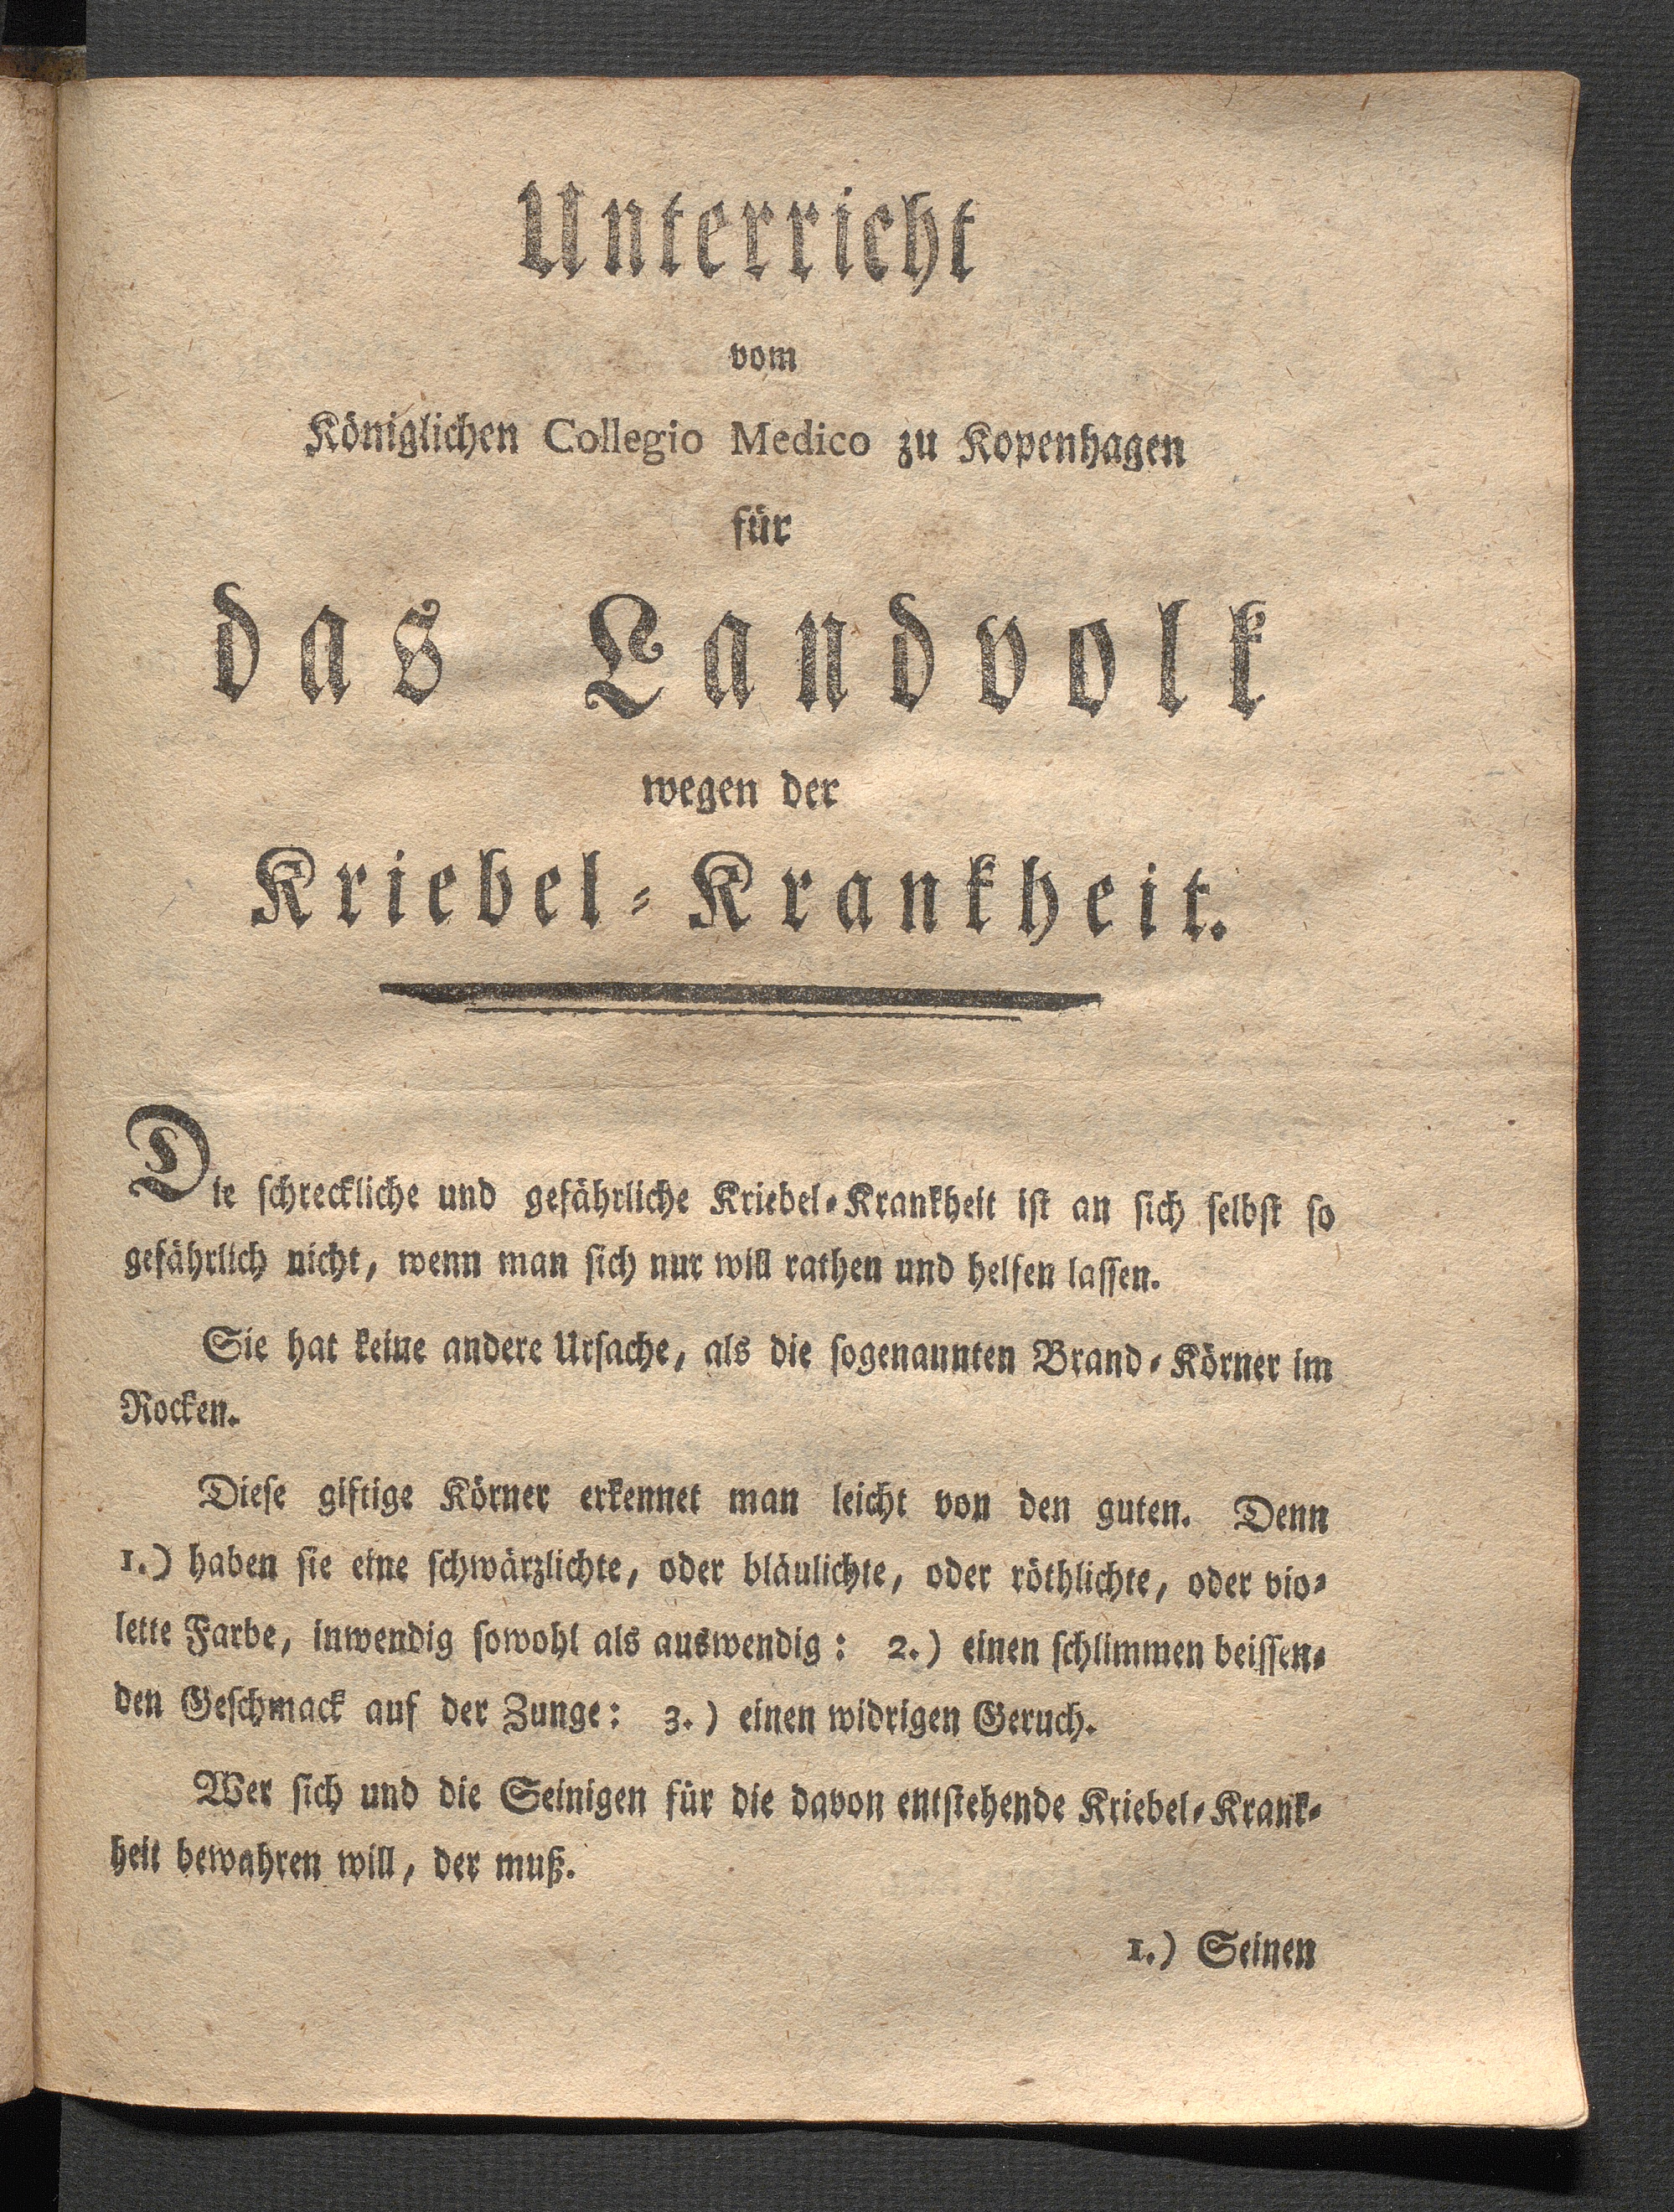 Unterricht
vom
Königlichen Collegio Medico zu Kopenhagen
für
das Landvolk
wegen der
Kriebel-Krankheit.
Die schreckliche und gefährliche Kriebel-Krankheit ist an sich selbst so
gefährlich nicht, wenn man sich nur will rathen und helfen lassen.
Sie hat keine andere Ursache, als die sogenannten Brand-Körner im
Rocken.
Diese giftige Körner erkennet man leicht von den guten. Denn
1.) haben sie eine schwärzlichte, oder bläulichte, oder röthlichte, oder vio-
lette Farbe, inwendig sowohl als auswendig: 2.) einen schlimmen beissen-
den Geschmack auf der Zunge: 3.) einen widrigen Geruch.
Wer sich und die Seinigen für die davon entstehende Kriebel-Krank-
heit bewahren will, der muß.
1.) Seinen